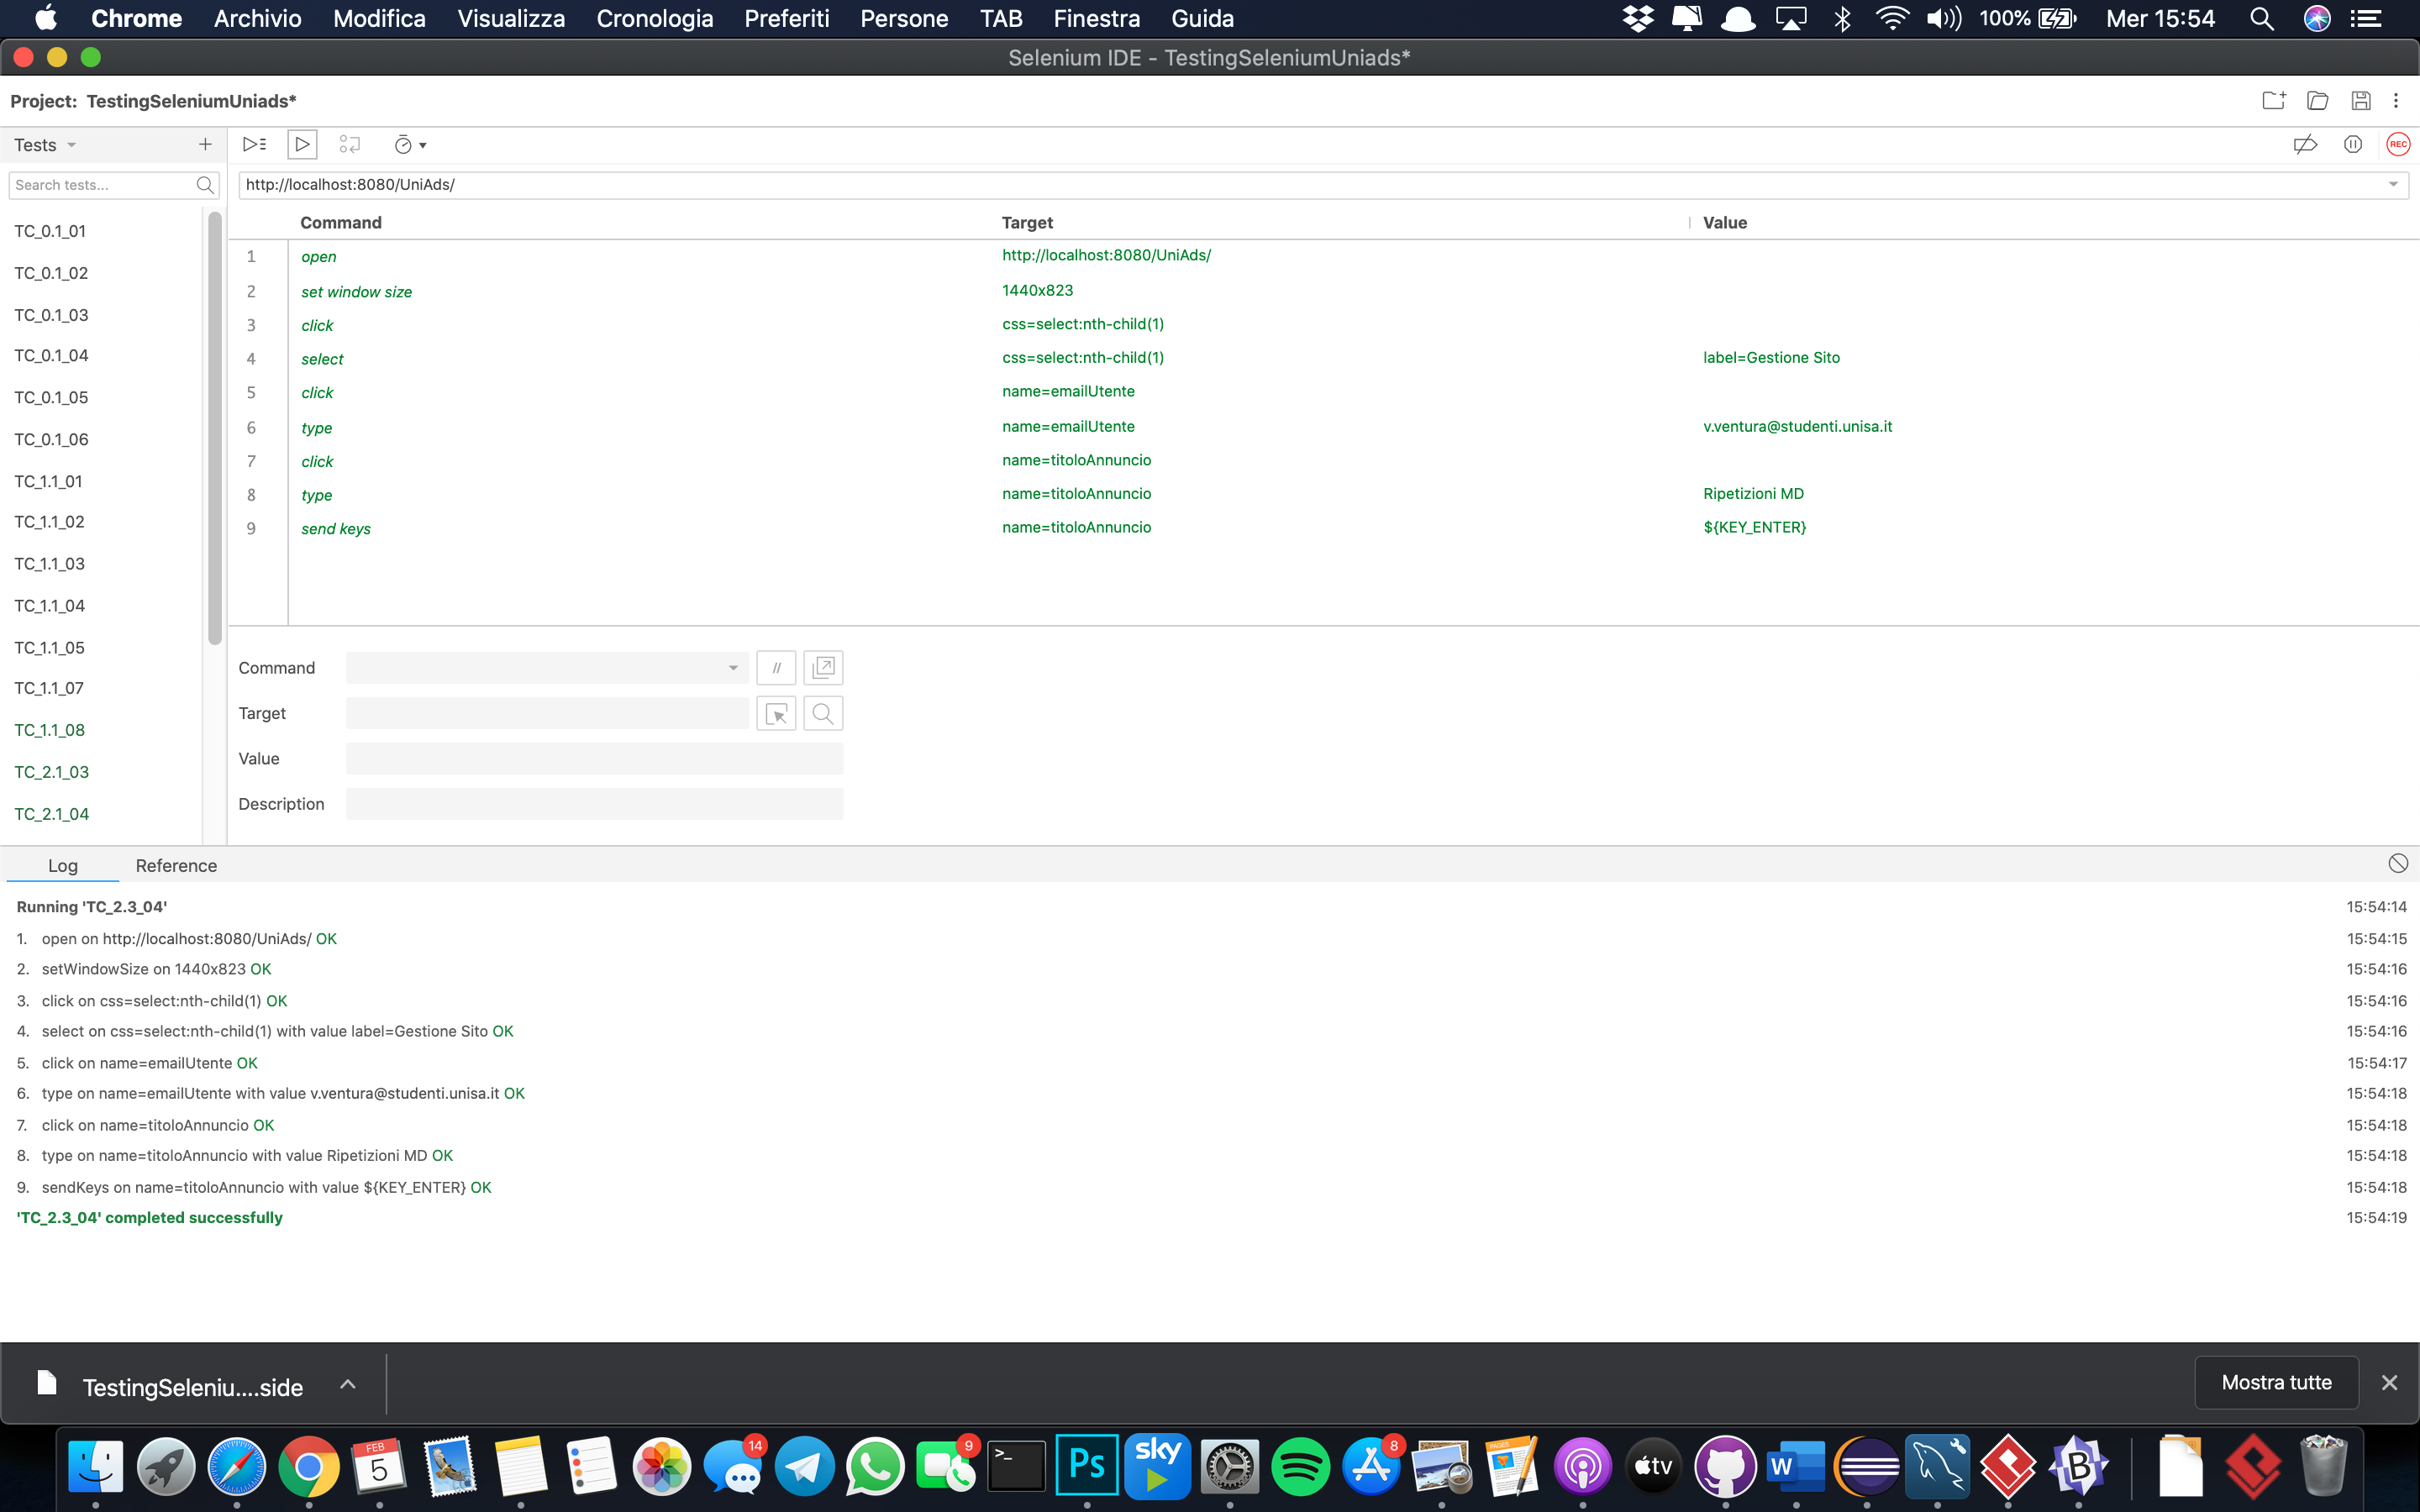 Chrome Archivio Modifica Visualizza Cronologia Preferiti Persone TAB Finestra Guida 100% Mer 15:54
Selenium IDE - TestingSeleniumUniads*
Project: TestingSeleniumUniads*
Tests
REC
Search tests...
http://localhost:8080/UniAds/
Command Target Value
1 open http://localhost:8080/UniAds/
2 set window size 1440x823
3 click css=select:nth-child(1)
4 select css=select:nth-child(1) label=Gestione Sito
5 click name=emailUtente
6 type name=emailUtente v.ventura@studenti.unisa.it
7 click name=titoloAnnuncio
8 type name=titoloAnnuncio Ripetizioni MD
9 send keys name=titoloAnnuncio ${KEY_ENTER}
TC_0.1_01
TC_0.1_02
TC_0.1_03
TC_0.1_04
TC_0.1_05
TC_0.1_06
TC_1.1_01
TC_1.1_02
TC_1.1_03
TC_1.1_04
TC_1.1_05
TC_1.1_07
TC_1.1_08
TC_2.1_03
TC_2.1_04
Command //
Target
Value
Description
Log Reference
Running 'TC_2.3_04' 15:54:14
1. open on http://localhost:8080/UniAds/ OK 15:54:15
2. setWindowSize on 1440x823 OK 15:54:16
3. click on css=select:nth-child(1) OK 15:54:16
4. select on css=select:nth-child(1) with value label=Gestione Sito OK 15:54:16
5. click on name=emailUtente OK 15:54:17
6. type on name=emailUtente with value v.ventura@studenti.unisa.it OK 15:54:18
7. click on name=titoloAnnuncio OK 15:54:18
8. type on name=titoloAnnuncio with value Ripetizioni MD OK 15:54:18
9. sendKeys on name=titoloAnnuncio with value ${KEY_ENTER} OK 15:54:18
'TC_2.3_04' completed successfully 15:54:19
TestingSeleniu....side Mostra tutte
FEB 5 14 9 >_ Ps sky 8 PAGES tv W B